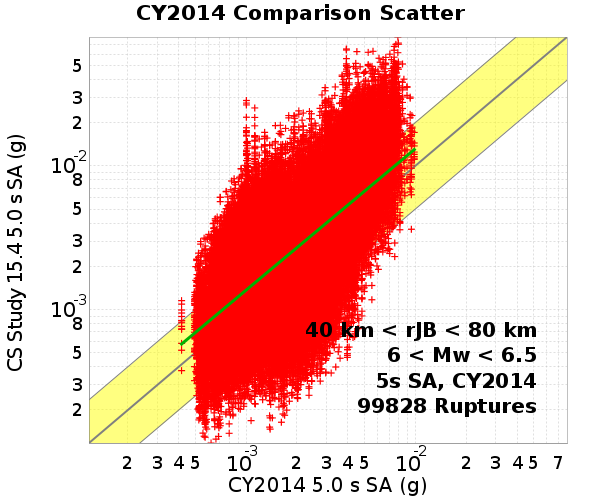 CY2014 Comparison Scatter
CS Study 15.4 5.0 s SA (g)
5
3
2
10-2
8
5
3
2
10-3
8
5
3
2
40 km < rJB < 80 km
6 < Mw < 6.5
5s SA, CY2014
99828 Ruptures
2 3 4 5 10-3 2 3 4 5 10-2 2 3 4 5 7
CY2014 5.0 s SA (g)